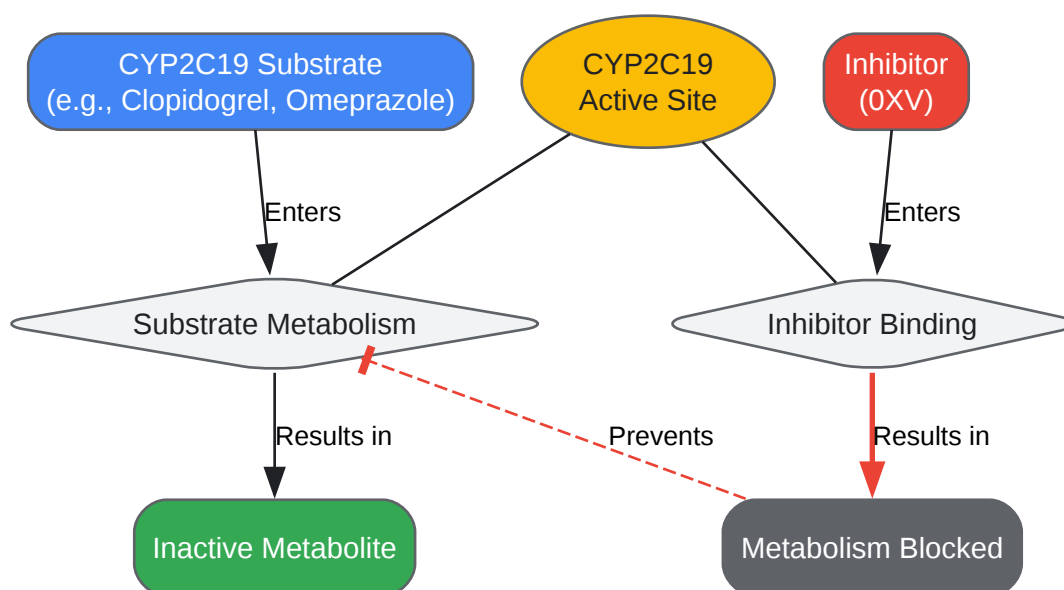 CYP2C19 Substrate
(e.g., Clopidogrel, Omeprazole)
CYP2C19
Active Site
Inhibitor
(0XV)
Enters
Enters
Substrate Metabolism
Inhibitor Binding
Results in
Prevents
Results in
Inactive Metabolite
Metabolism Blocked